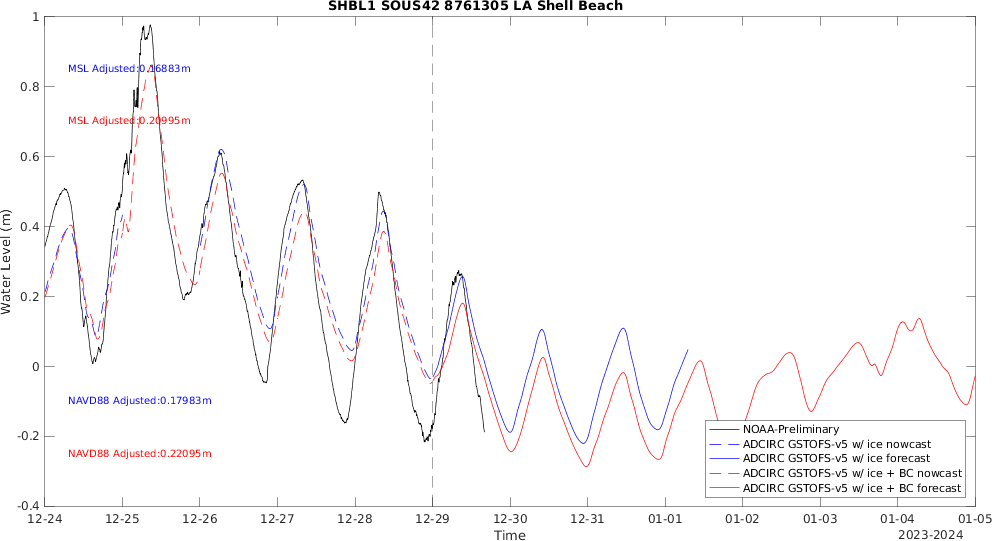 SHBL1 SOUS42 8761305 LA Shell Beach
1
0.8
0.6
0.4
0.2
0
-0.2
-0.4
Water Level (m)
MSL Adjusted:0.16883m
MSL Adjusted:0.20995m
NAVD88 Adjusted:0.17983m
NAVD88 Adjusted:0.22095m
NOAA-Preliminary
ADCIRC GSTOFS-v5 w/ ice nowcast
ADCIRC GSTOFS-v5 w/ ice forecast
ADCIRC GSTOFS-v5 w/ ice + BC nowcast
ADCIRC GSTOFS-v5 w/ ice + BC forecast
12-24 12-25 12-26 12-27 12-28 12-29 12-30 12-31 01-01 01-02 01-03 01-04 01-05
Time
2023-2024